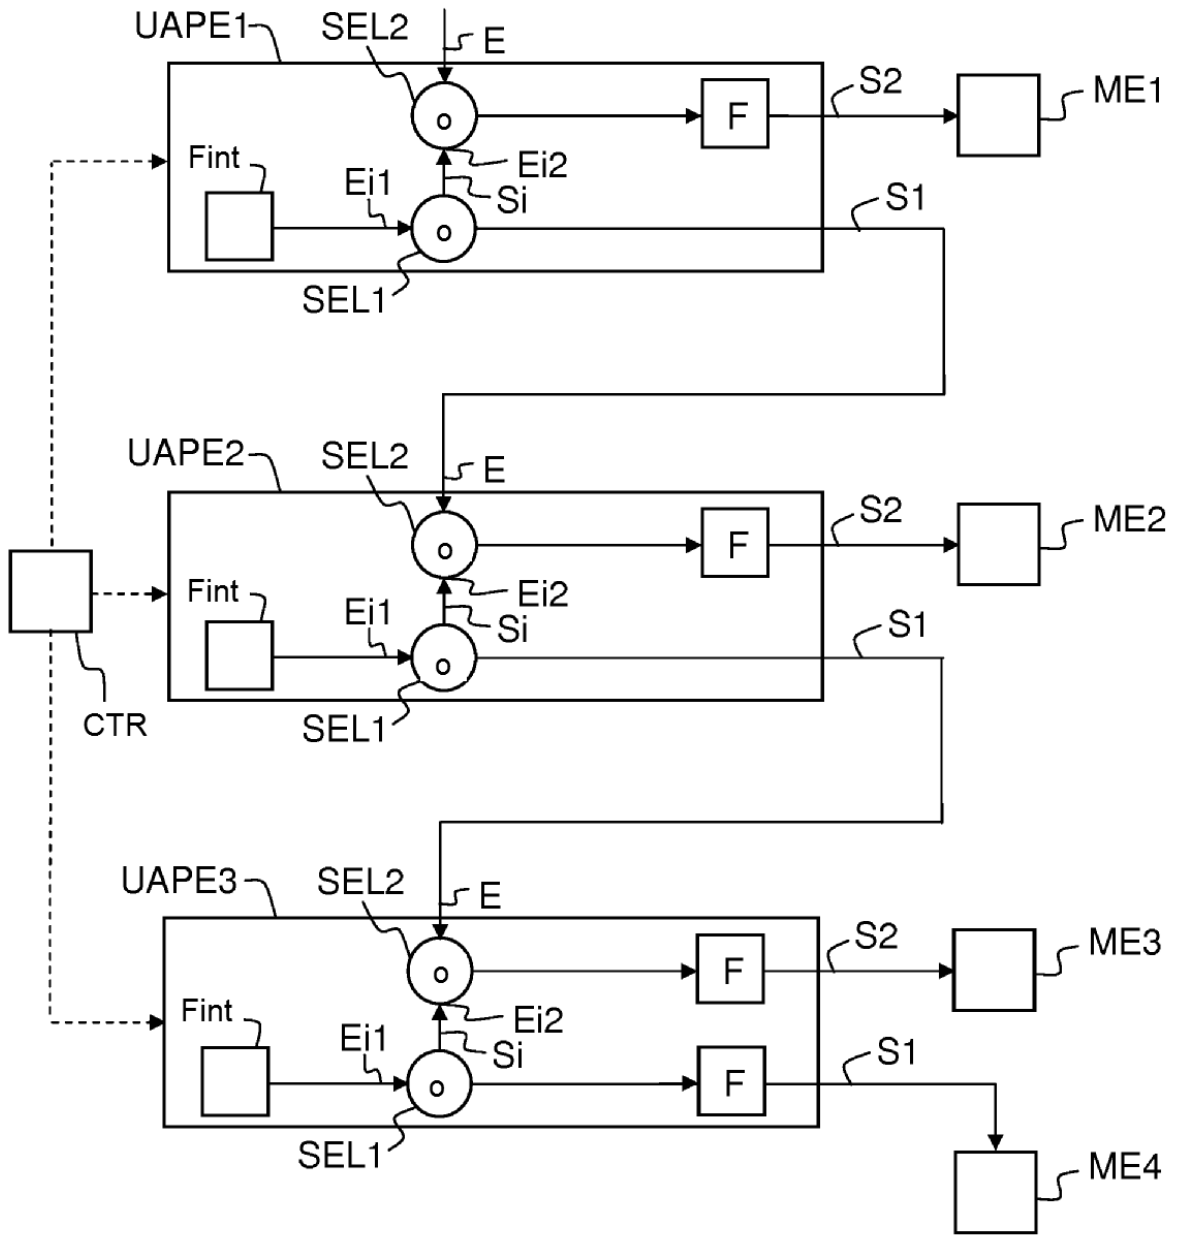 UAPE1
SEL2
E
S2
ME1
F
Fint
Ei1
Ei2
Si
S1
SEL1
UAPE2
SEL2
E
S2
ME2
F
Fint
Ei1
Ei2
Si
S1
SEL1
CTR
UAPE3
SEL2
E
S2
ME3
F
Fint
Ei1
Ei2
Si
S1
F
SEL1
ME4